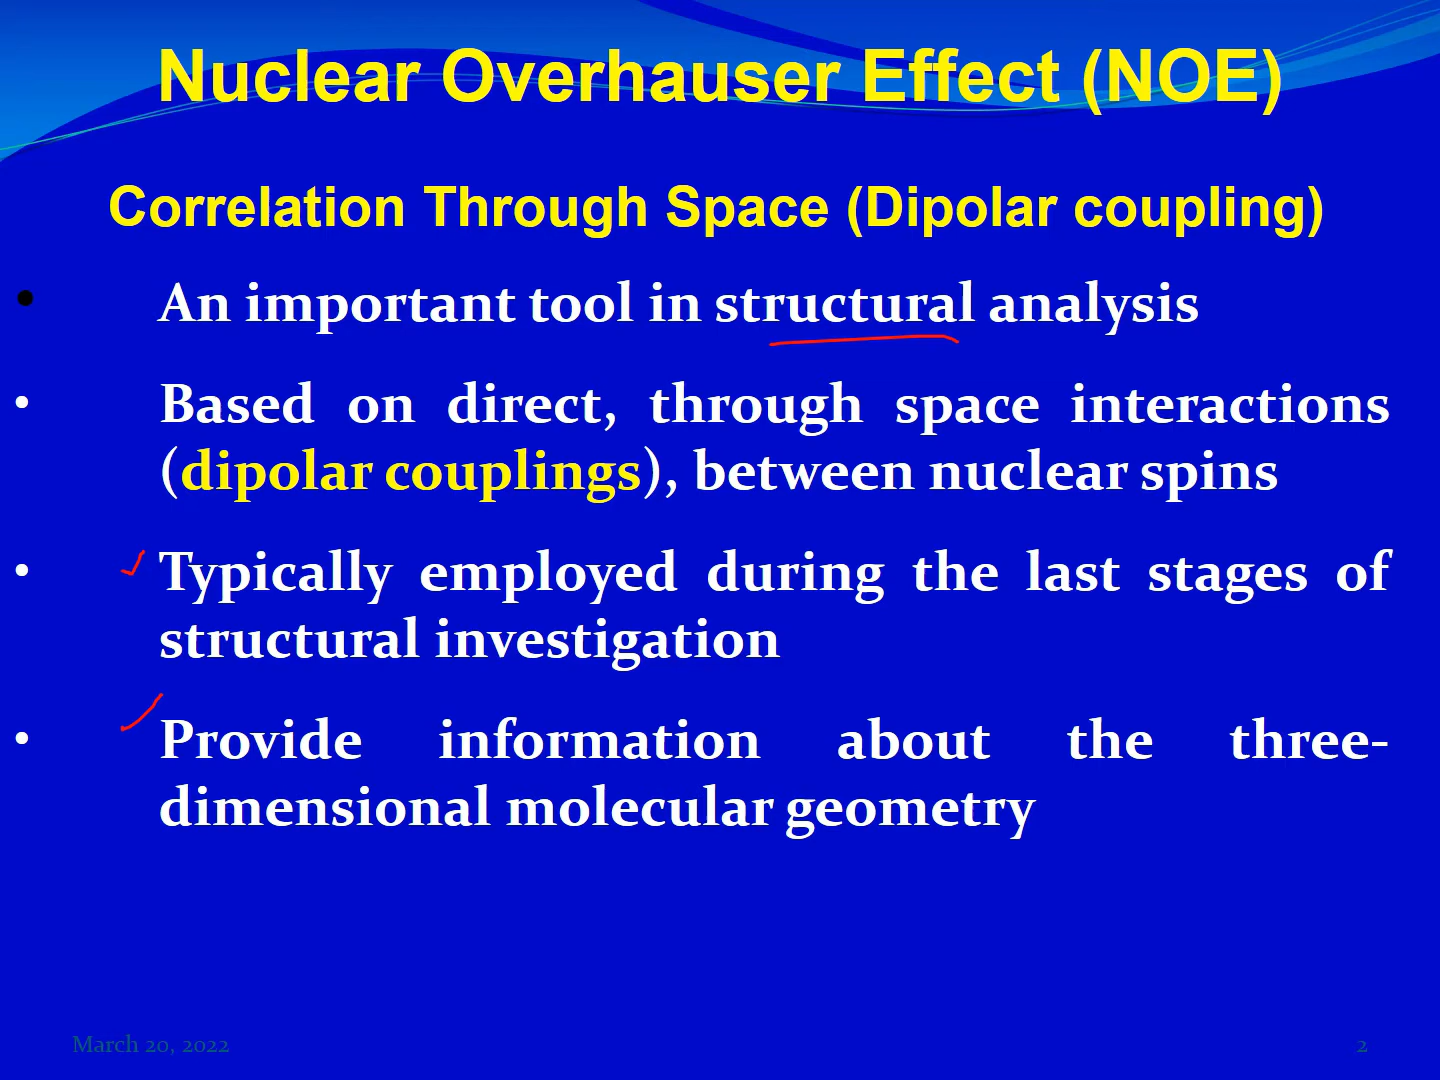 Nuclear Overhauser Effect (NOE)
Correlation Through Space (Dipolar coupling)
• An important tool in structural analysis
• Based on direct, through space interactions
(dipolar couplings), between nuclear spins
• Typically employed during the last stages of
structural investigation
• Provide information about the three-
dimensional molecular geometry
March 20, 2022
2